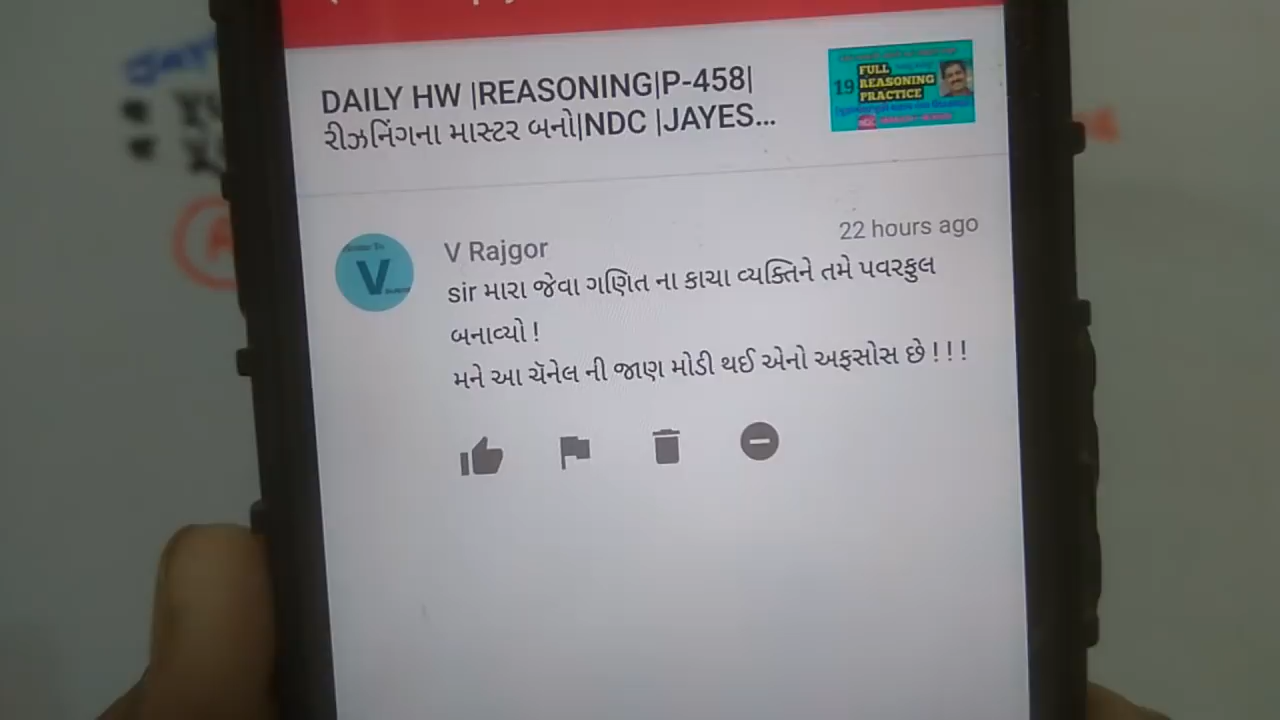 DAILY HW |REASONING|P-458|
રીઝનિંગના માસ્ટર બનો|NDC |JAYES...
19 FULL
REASONING
PRACTICE
V Rajgor
22 hours ago
V
sir મારા જેવા ગણિત ના કાચા વ્યક્તિને તમે પવરફુલ
બનાવ્યો !
મને આ ચૅનેલ ની જાણ મોડી થઈ એનો અફસોસ છે ! ! !